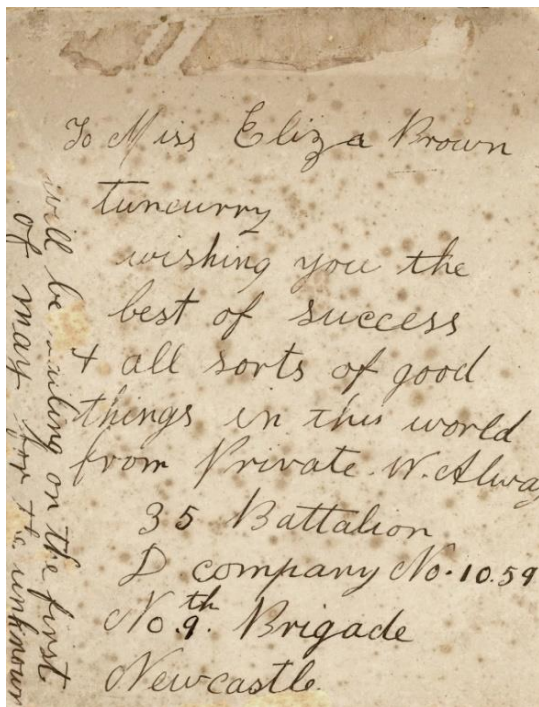 To Miss Eliza Brown
tuncurry
wishing you the
best of success
+ all sorts of good
things in this world
from Private. W. Alway
35 Battalion
D company No. 10.59
No. 9.th Brigade
Newcastle.
will be sailing on the first
of may for the unknown